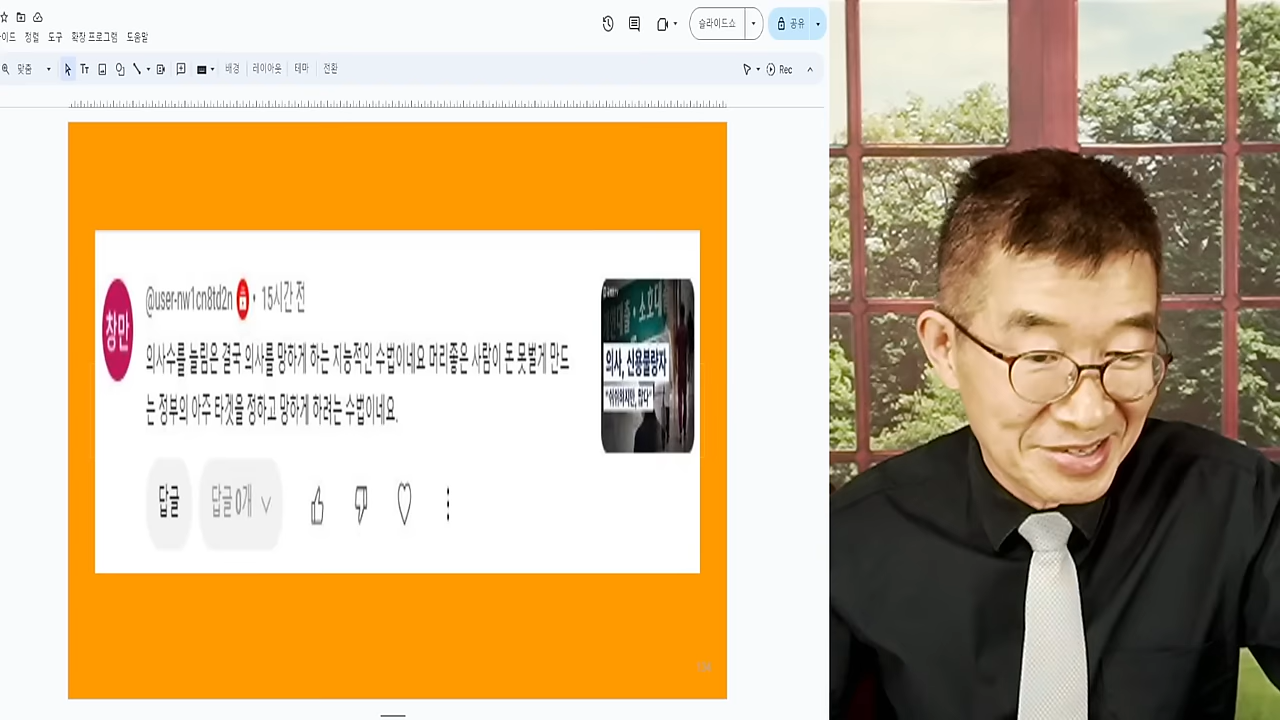 이드 정렬 도구 확장 프로그램 도움말
슬라이드쇼
공유
맞춤
배경 레이아웃 테마 전환
Rec
창만
@user-nw1cn8td2n · 15시간 전
의사수를 늘림은 결국 의사를 망하게 하는 지능적인 수법이네요 머리좋은 사람이 돈 못벌게 만드
는 정부의 아주 타겟을 정하고 망하게 하려는 수법이네요.
의사, 신용불량자
답글
답글 0개